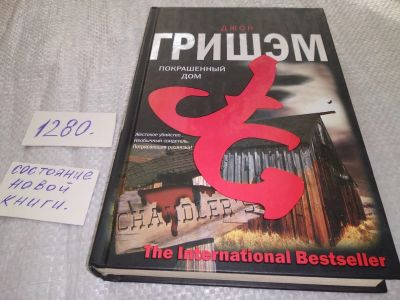 1280.
состояние
новой
книги.
ДЖОН
ГРИШЭМ
ПОКРАШЕННЫЙ
ДОМ
Жестокое убийство...
Необычный свидетель.
Потрясающая развязка!
CHANDLER'S
The International Bestseller